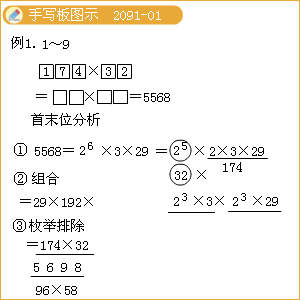 手写板图示 2091-01
例1. 1～9
1 7 4 × 3 2
＝ □□×□□＝5568
首末位分析
① 5568＝2⁶×3×29 ＝2⁵×2×3×29
32 × 174
② 组合
＝29×192× 2³×3× 2³×29
③枚举排除
＝174×32
5 6 9 8
96×58